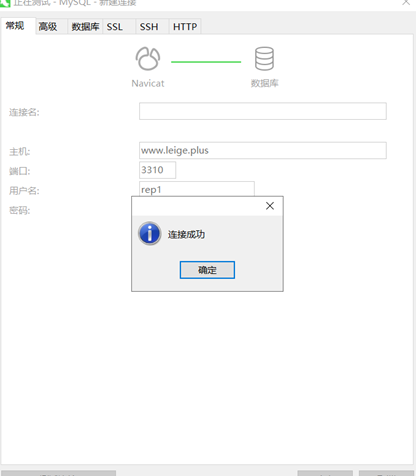 正在测试 - MySQL - 新建连接
常规 高级 数据库 SSL SSH HTTP
Navicat 数据库
连接名:
主机: www.leige.plus
端口: 3310
用户名: rep1
密码:
连接成功
确定